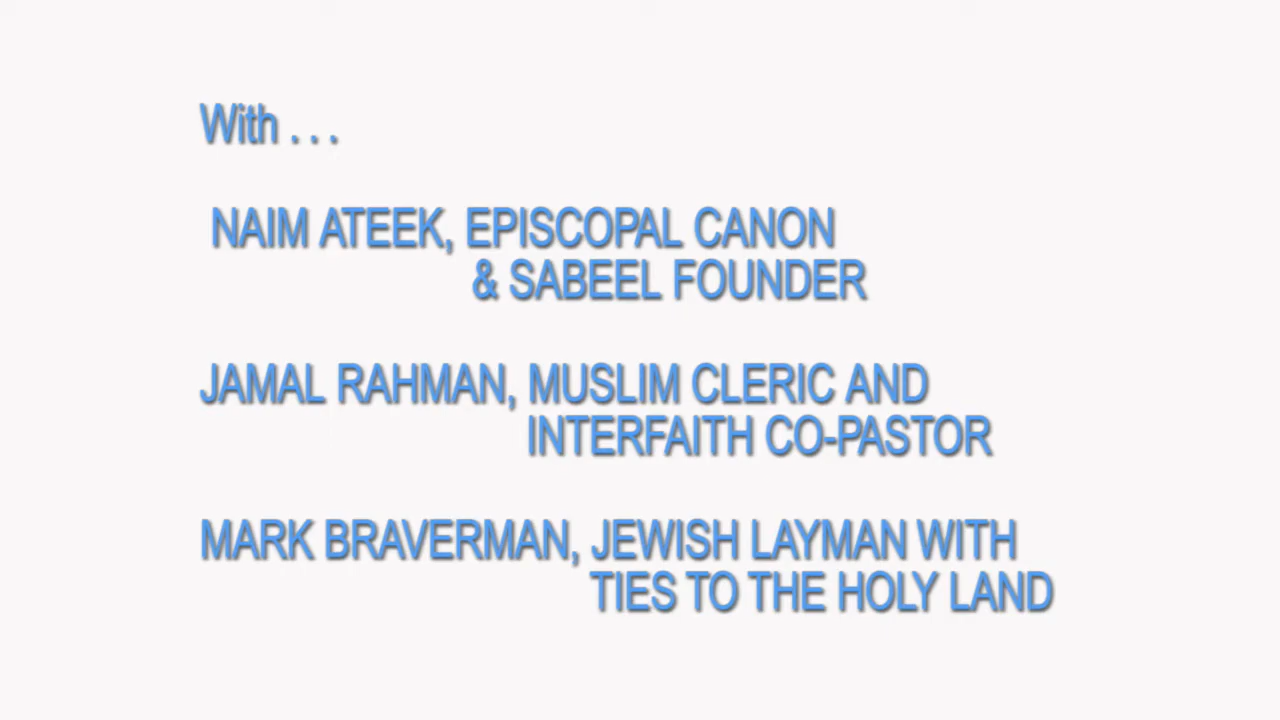 With . . .
NAIM ATEEK, EPISCOPAL CANON
& SABEEL FOUNDER
JAMAL RAHMAN, MUSLIM CLERIC AND
INTERFAITH CO-PASTOR
MARK BRAVERMAN, JEWISH LAYMAN WITH
TIES TO THE HOLY LAND